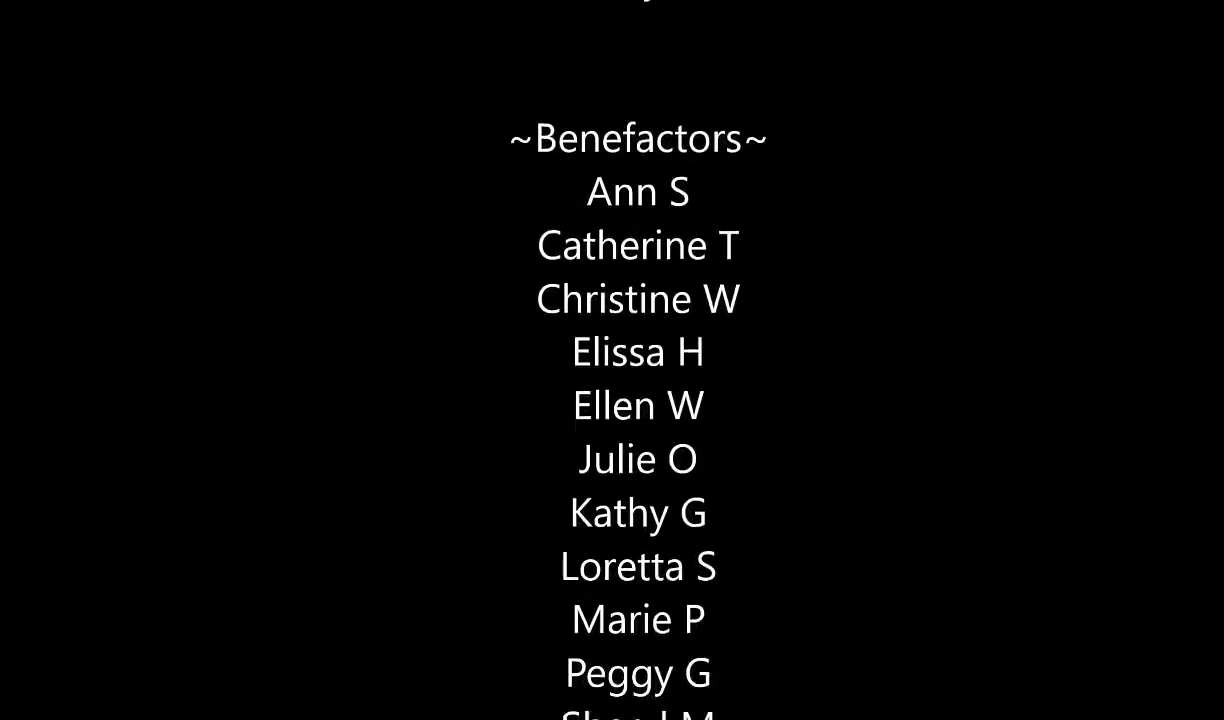 ~Benefactors~
Ann S
Catherine T
Christine W
Elissa H
Ellen W
Julie O
Kathy G
Loretta S
Marie P
Peggy G